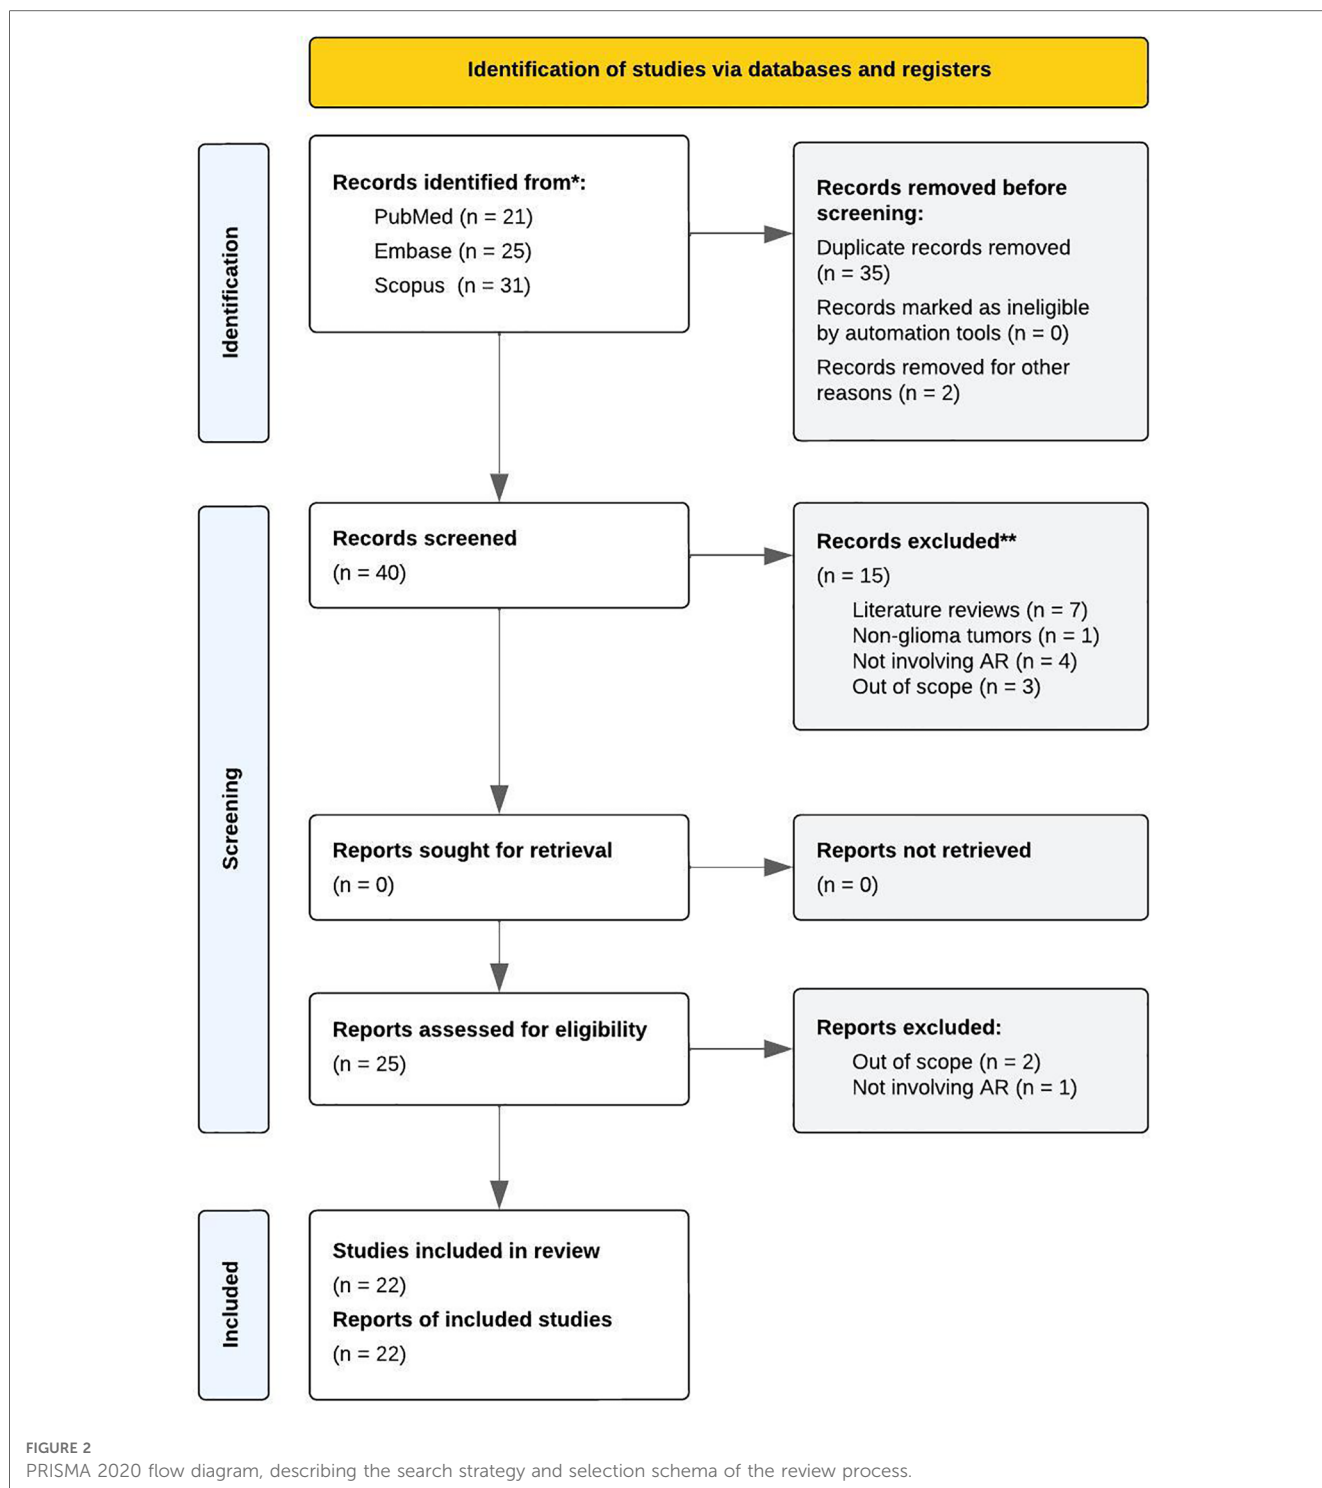 Identification of studies via databases and registers
Identification
Records identified from*:
PubMed (n = 21)
Embase (n = 25)
Scopus (n = 31)
Records removed before
screening:
Duplicate records removed
(n = 35)
Records marked as ineligible
by automation tools (n = 0)
Records removed for other
reasons (n = 2)
Screening
Records screened
(n = 40)
Records excluded**
(n = 15)
Literature reviews (n = 7)
Non-glioma tumors (n = 1)
Not involving AR (n = 4)
Out of scope (n = 3)
Reports sought for retrieval
(n = 0)
Reports not retrieved
(n = 0)
Reports assessed for eligibility
(n = 25)
Reports excluded:
Out of scope (n = 2)
Not involving AR (n = 1)
Included
Studies included in review
(n = 22)
Reports of included studies
(n = 22)
FIGURE 2
PRISMA 2020 flow diagram, describing the search strategy and selection schema of the review process.